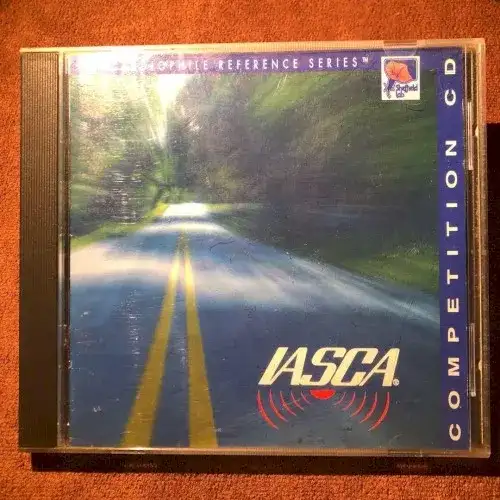 AUDIOPHILE REFERENCE SERIES™
Sheffield
Lab
COMPETITION CD
IASCA®